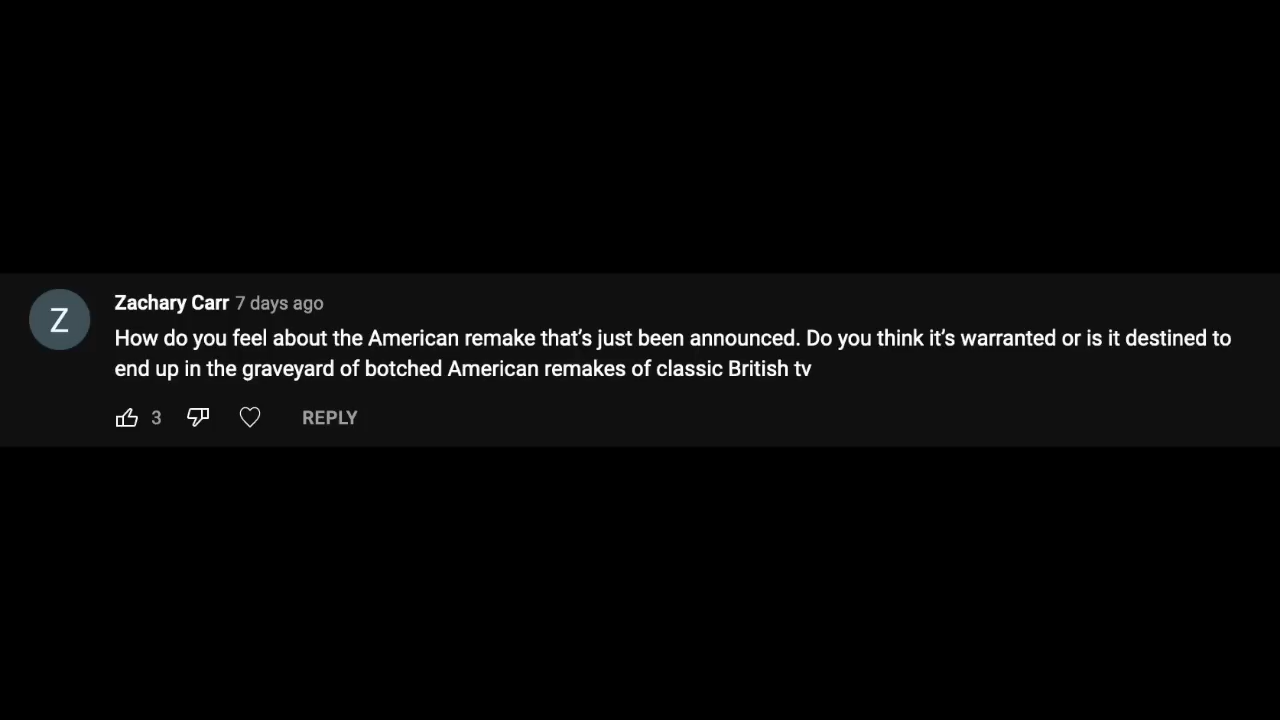 Z
Zachary Carr 7 days ago
How do you feel about the American remake that’s just been announced. Do you think it’s warranted or is it destined to
end up in the graveyard of botched American remakes of classic British tv
3 REPLY